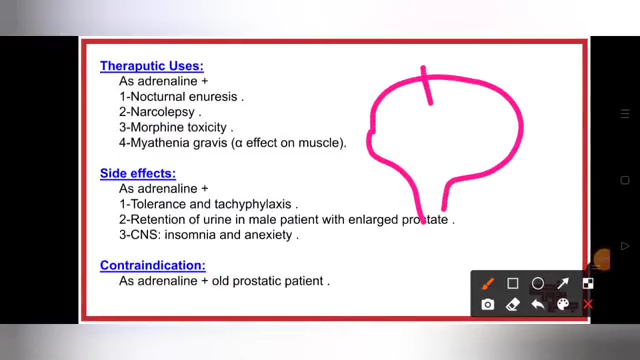 Theraputic Uses:
As adrenaline +
1-Nocturnal enuresis .
2-Narcolepsy .
3-Morphine toxicity .
4-Myathenia gravis (α effect on muscle).
Side effects:
As adrenaline +
1-Tolerance and tachyphylaxis .
2-Retention of urine in male patient with enlarged prostate .
3-CNS: insomnia and anexiety .
Contraindication:
As adrenaline + old prostatic patient .